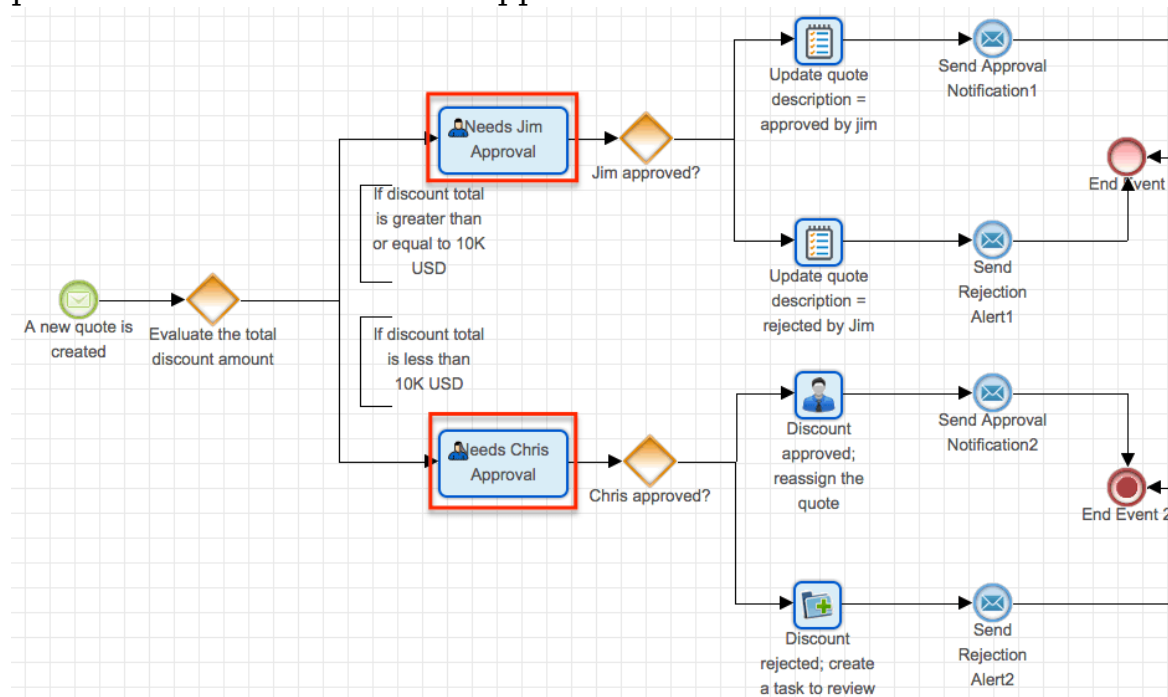 Update quote
description =
approved by jim
Send Approval
Notification1
Needs Jim
Approval
Jim approved?
End Event
If discount total
is greater than
or equal to 10K
USD
Update quote
description =
rejected by Jim
Send
Rejection
Alert1
A new quote is
created
Evaluate the total
discount amount
If discount total
is less than
10K USD
Needs Chris
Approval
Chris approved?
Discount
approved;
reassign the
quote
Send Approval
Notification2
End Event 2
Discount
rejected; create
a task to review
Send
Rejection
Alert2